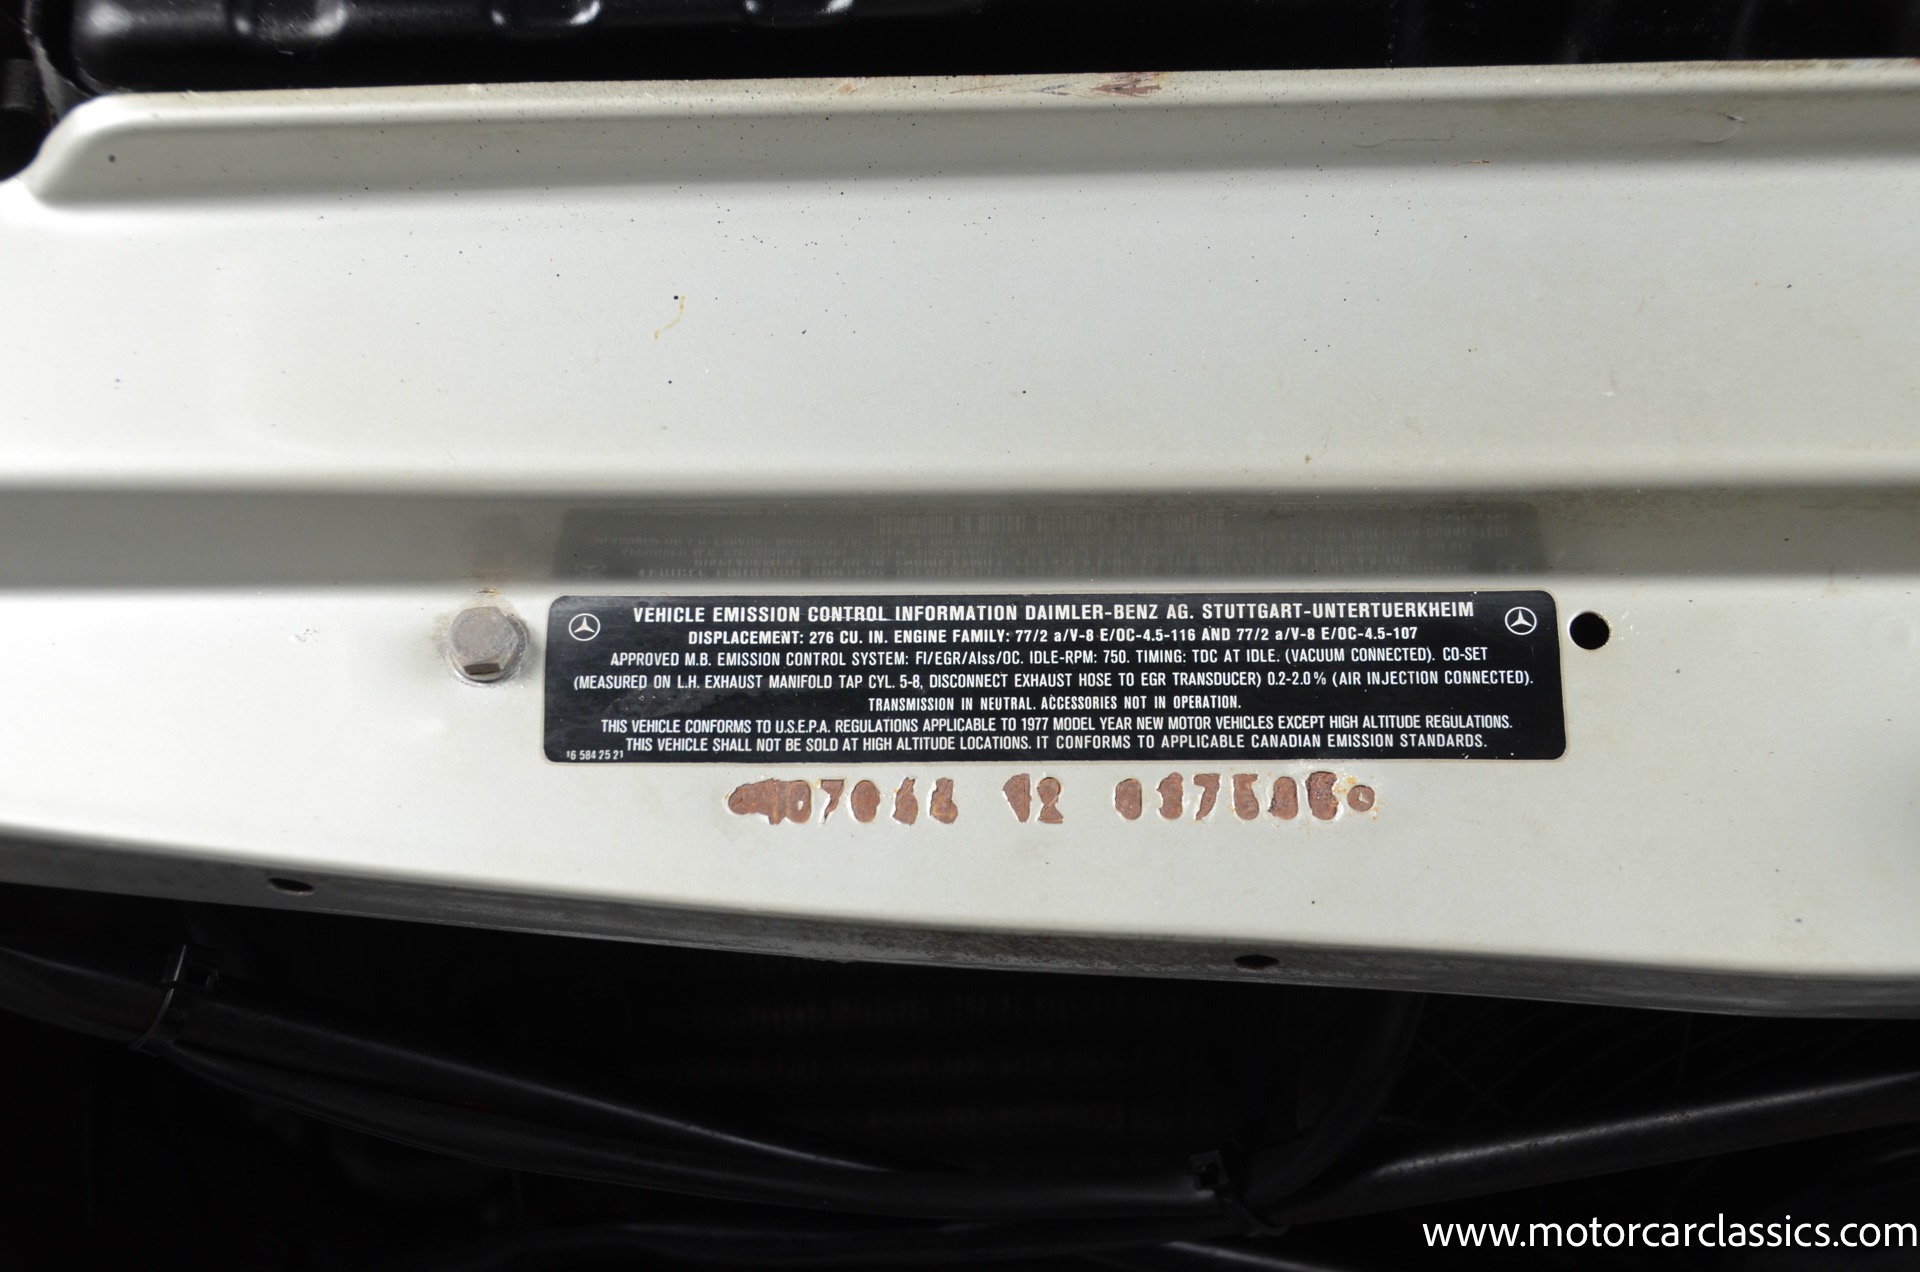 VEHICLE EMISSION CONTROL INFORMATION DAIMLER-BENZ AG. STUTTGART-UNTERTUERKHEIM
DISPLACEMENT: 276 CU. IN. ENGINE FAMILY: 77/2 a/V-8 E/OC-4.5-116 AND 77/2 a/V-8 E/OC-4.5-107
APPROVED M.B. EMISSION CONTROL SYSTEM: FI/EGR/AIss/OC. IDLE-RPM: 750. TIMING: TDC AT IDLE. (VACUUM CONNECTED). CO-SET
(MEASURED ON L.H. EXHAUST MANIFOLD TAP CYL. 5-8, DISCONNECT EXHAUST HOSE TO EGR TRANSDUCER) 0.2-2.0% (AIR INJECTION CONNECTED).
TRANSMISSION IN NEUTRAL. ACCESSORIES NOT IN OPERATION.
THIS VEHICLE CONFORMS TO U.S.E.P.A. REGULATIONS APPLICABLE TO 1977 MODEL YEAR NEW MOTOR VEHICLES EXCEPT HIGH ALTITUDE REGULATIONS.
THIS VEHICLE SHALL NOT BE SOLD AT HIGH ALTITUDE LOCATIONS. IT CONFORMS TO APPLICABLE CANADIAN EMISSION STANDARDS.
16 584 25 21
12
www.motorcarclassics.com